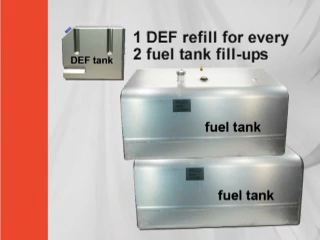 1 DEF refill for every
2 fuel tank fill-ups
DEF tank
fuel tank
fuel tank